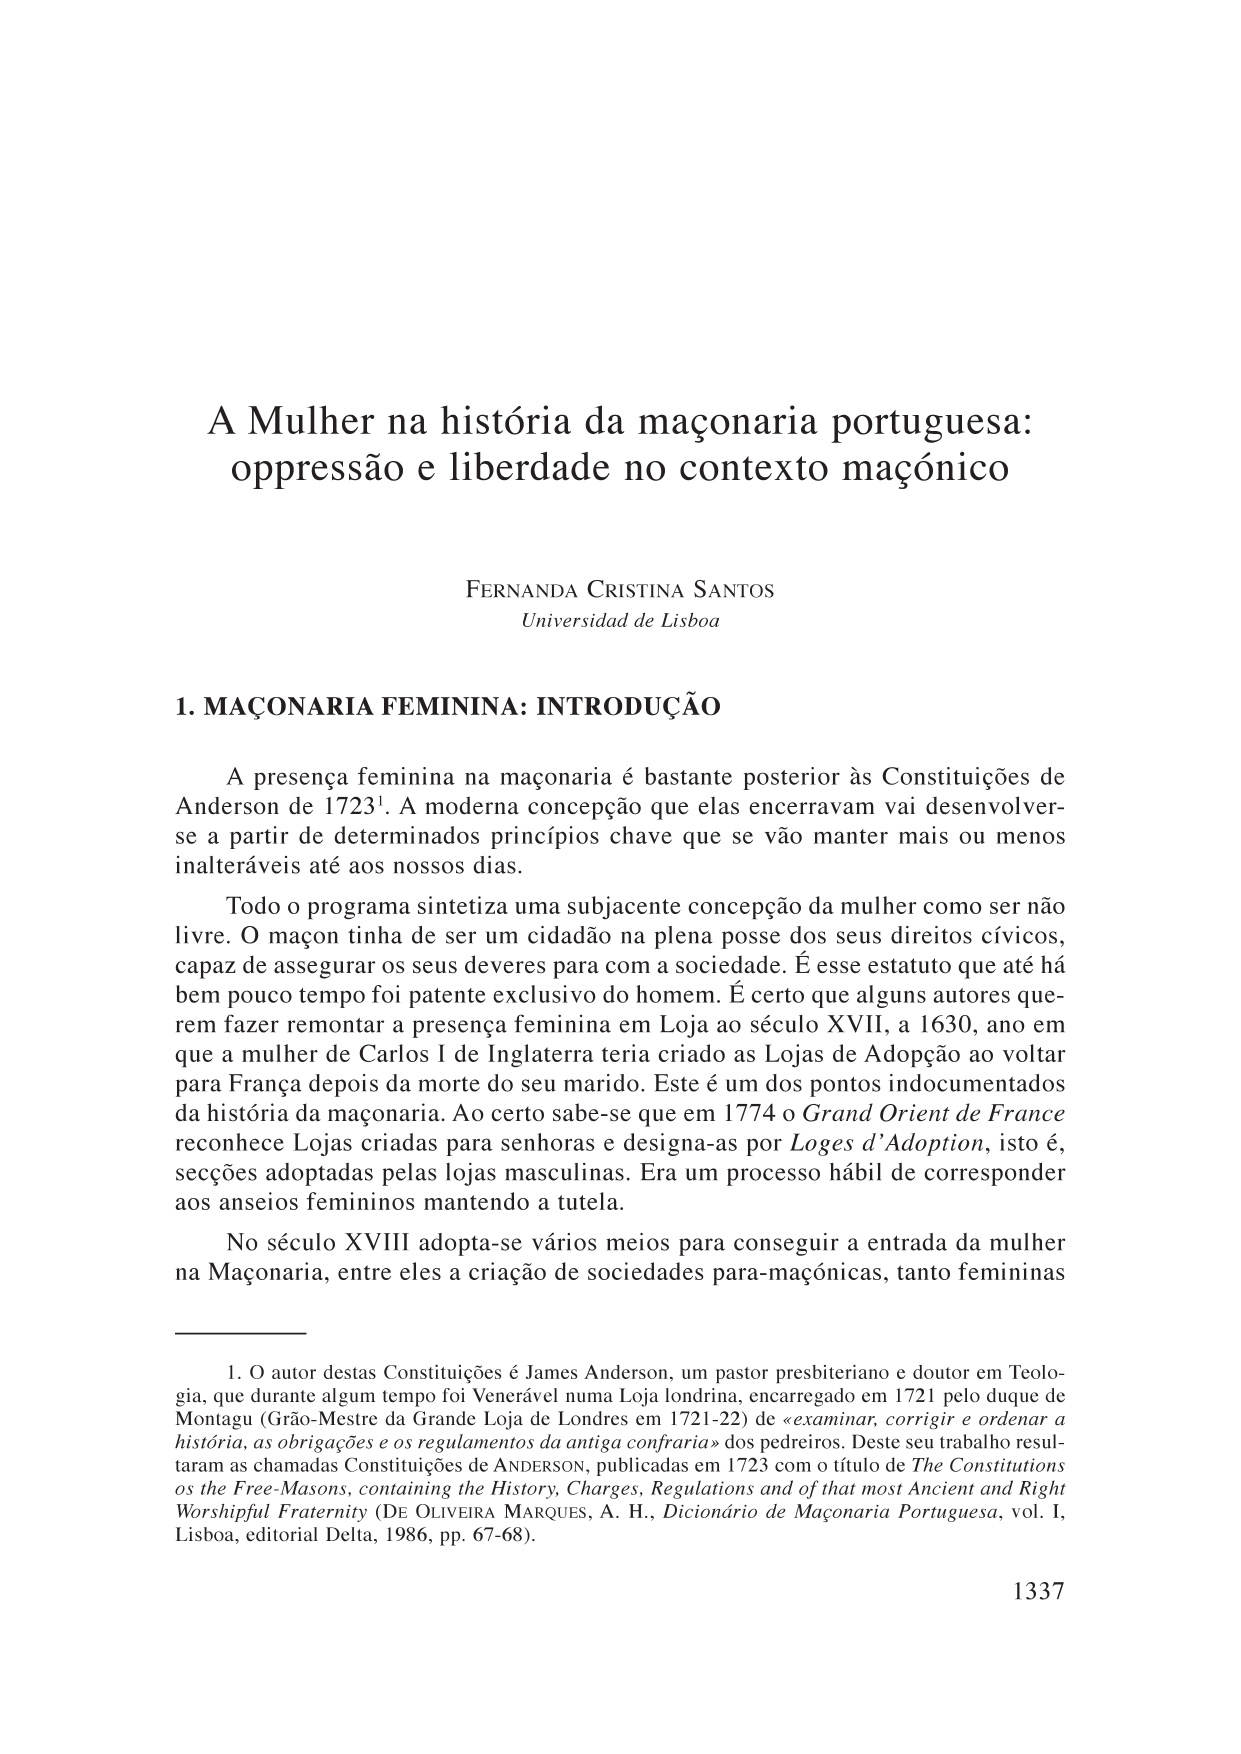 A Mulher na história da maçonaria portuguesa:
oppressão e liberdade no contexto maçónico
FERNANDA CRISTINA SANTOS
Universidad de Lisboa
1. MAÇONARIA FEMININA: INTRODUÇÃO
A presença feminina na maçonaria é bastante posterior às Constituições de
Anderson de 1723¹. A moderna concepção que elas encerravam vai desenvolver-
se a partir de determinados princípios chave que se vão manter mais ou menos
inalteráveis até aos nossos dias.
Todo o programa sintetiza uma subjacente concepção da mulher como ser não
livre. O maçon tinha de ser um cidadão na plena posse dos seus direitos cívicos,
capaz de assegurar os seus deveres para com a sociedade. É esse estatuto que até há
bem pouco tempo foi patente exclusivo do homem. É certo que alguns autores que-
rem fazer remontar a presença feminina em Loja ao século XVII, a 1630, ano em
que a mulher de Carlos I de Inglaterra teria criado as Lojas de Adopção ao voltar
para França depois da morte do seu marido. Este é um dos pontos indocumentados
da história da maçonaria. Ao certo sabe-se que em 1774 o Grand Orient de France
reconhece Lojas criadas para senhoras e designa-as por Loges d’Adoption, isto é,
secções adoptadas pelas lojas masculinas. Era um processo hábil de corresponder
aos anseios femininos mantendo a tutela.
No século XVIII adopta-se vários meios para conseguir a entrada da mulher
na Maçonaria, entre eles a criação de sociedades para-maçónicas, tanto femininas
1. O autor destas Constituições é James Anderson, um pastor presbiteriano e doutor em Teolo-
gia, que durante algum tempo foi Venerável numa Loja londrina, encarregado em 1721 pelo duque de
Montagu (Grão-Mestre da Grande Loja de Londres em 1721-22) de «examinar, corrigir e ordenar a
história, as obrigações e os regulamentos da antiga confraria» dos pedreiros. Deste seu trabalho resul-
taram as chamadas Constituições de ANDERSON, publicadas em 1723 com o título de The Constitutions
os the Free-Masons, containing the History, Charges, Regulations and of that most Ancient and Right
Worshipful Fraternity (DE OLIVEIRA MARQUES, A. H., Dicionário de Maçonaria Portuguesa, vol. I,
Lisboa, editorial Delta, 1986, pp. 67-68).
1337